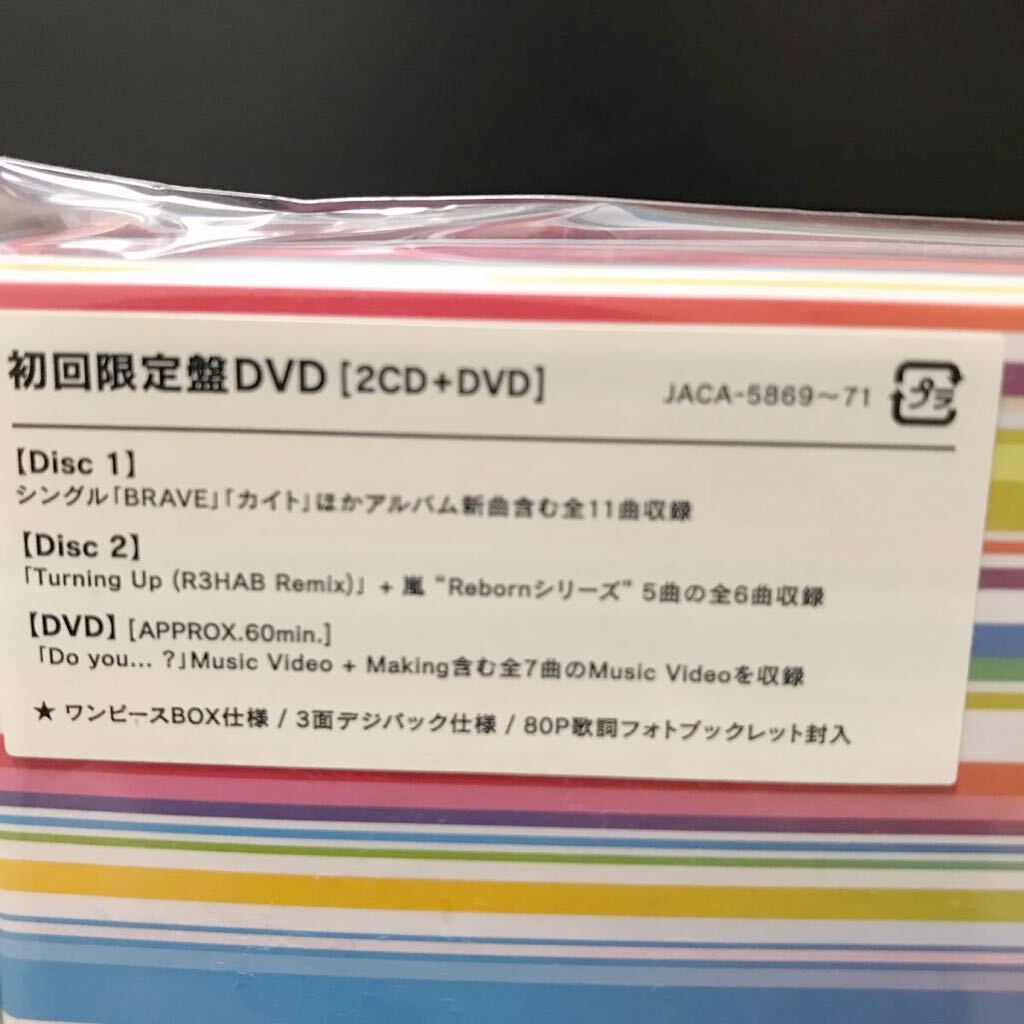 初回限定盤DVD [2CD+DVD] JACA-5869～71 プラ
【Disc 1】
シングル「BRAVE」「カイト」ほかアルバム新曲含む全11曲収録
【Disc 2】
「Turning Up (R3HAB Remix)」 + 嵐 “Rebornシリーズ” 5曲の全6曲収録
【DVD】 [APPROX.60min.]
「Do you... ?」Music Video + Making含む全7曲のMusic Videoを収録
★ ワンピースBOX仕様 / 3面デジパック仕様 / 80P歌詞フォトブックレット封入